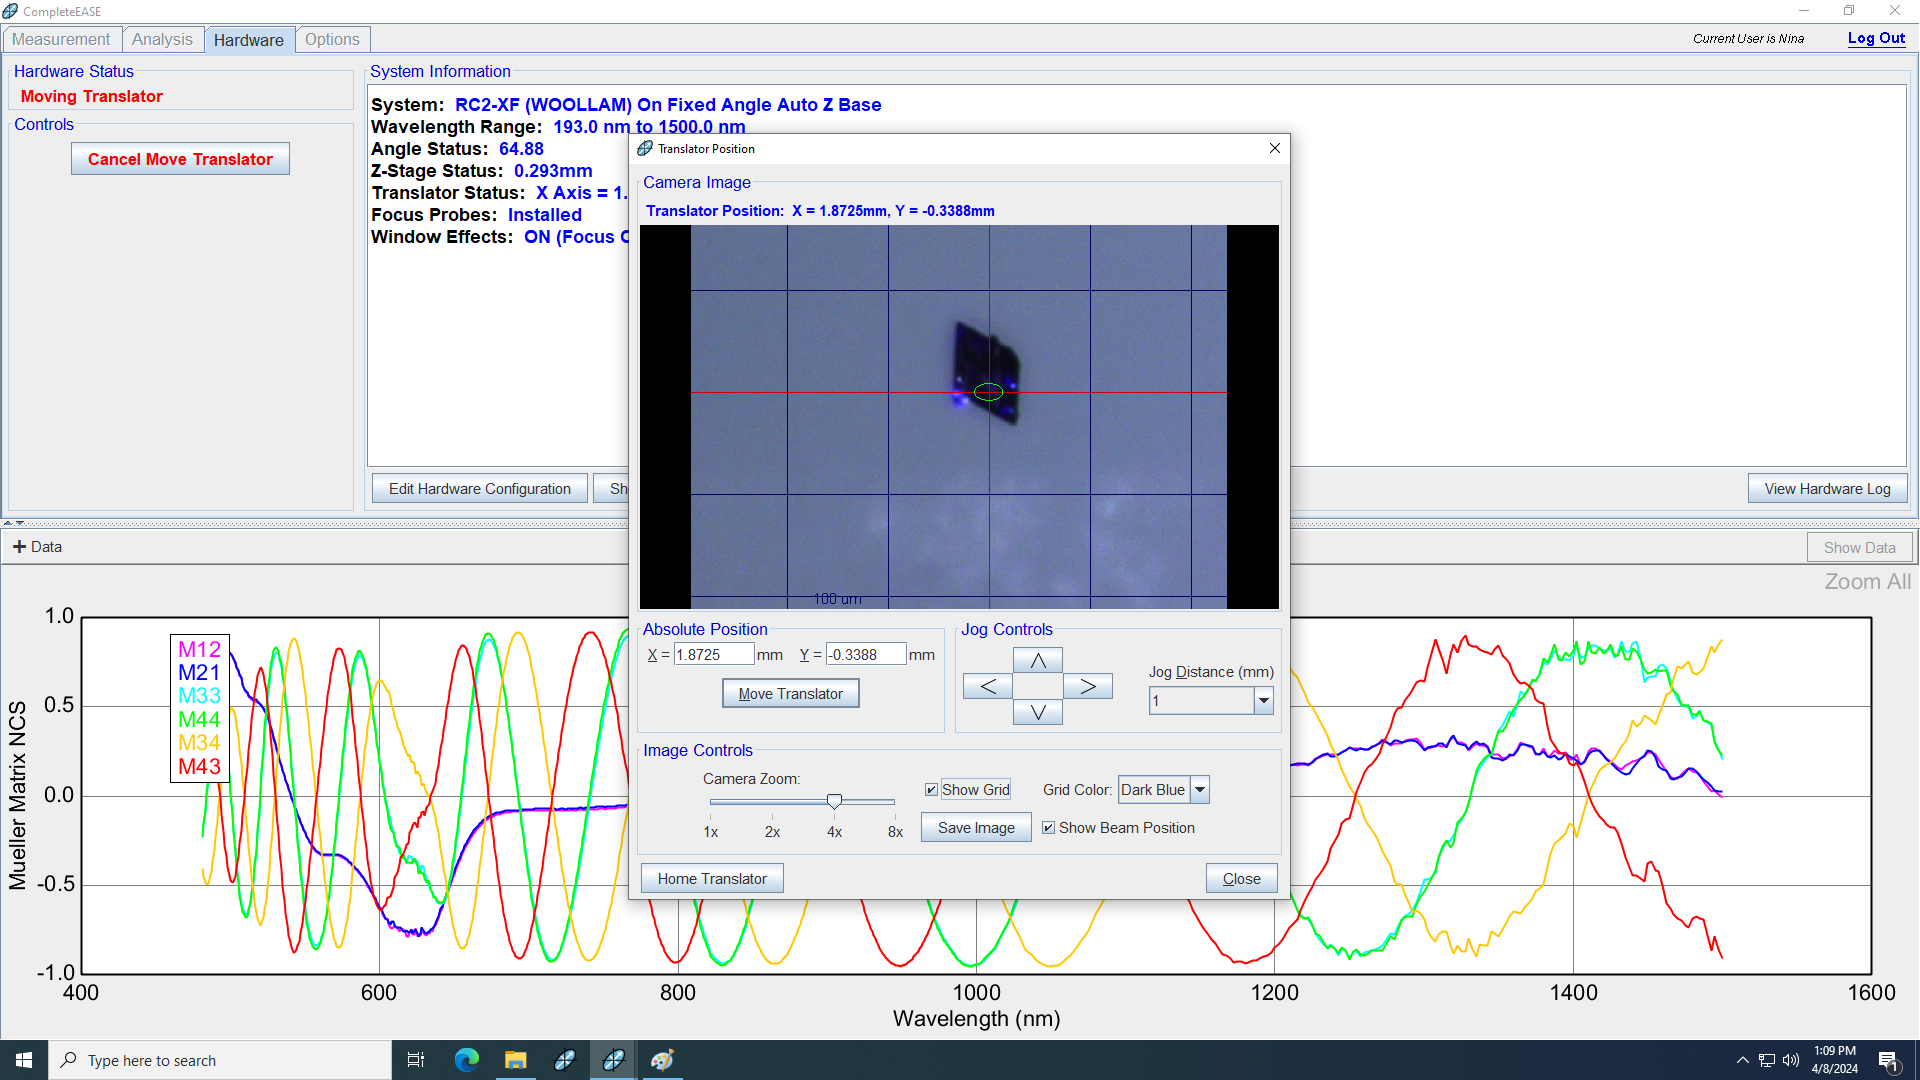 CompleteEASE
Measurement Analysis Hardware Options
Current User is Nina Log Out
Hardware Status
Moving Translator
Controls
Cancel Move Translator
System Information
System: RC2-XF (WOOLLAM) On Fixed Angle Auto Z Base
Wavelength Range: 193.0 nm to 1500.0 nm
Angle Status: 64.88
Z-Stage Status: 0.293mm
Translator Status: X Axis = 1.
Focus Probes: Installed
Window Effects: ON (Focus
Edit Hardware Configuration Sh
View Hardware Log
Translator Position
Camera Image
Translator Position: X = 1.8725mm, Y = -0.3388mm
100 um
Absolute Position
X = 1.8725 mm Y = -0.3388 mm
Move Translator
Jog Controls
Jog Distance (mm)
1
Image Controls
Camera Zoom:
1x 2x 4x 8x
Show Grid
Grid Color: Dark Blue
Save Image
Show Beam Position
Home Translator
Close
+ Data
Show Data
Zoom All
Mueller Matrix NCS
1.0
0.5
0.0
-0.5
-1.0
M12
M21
M33
M44
M34
M43
400 600 800 1000 1200 1400 1600
Wavelength (nm)
Type here to search
1:09 PM
4/8/2024
1